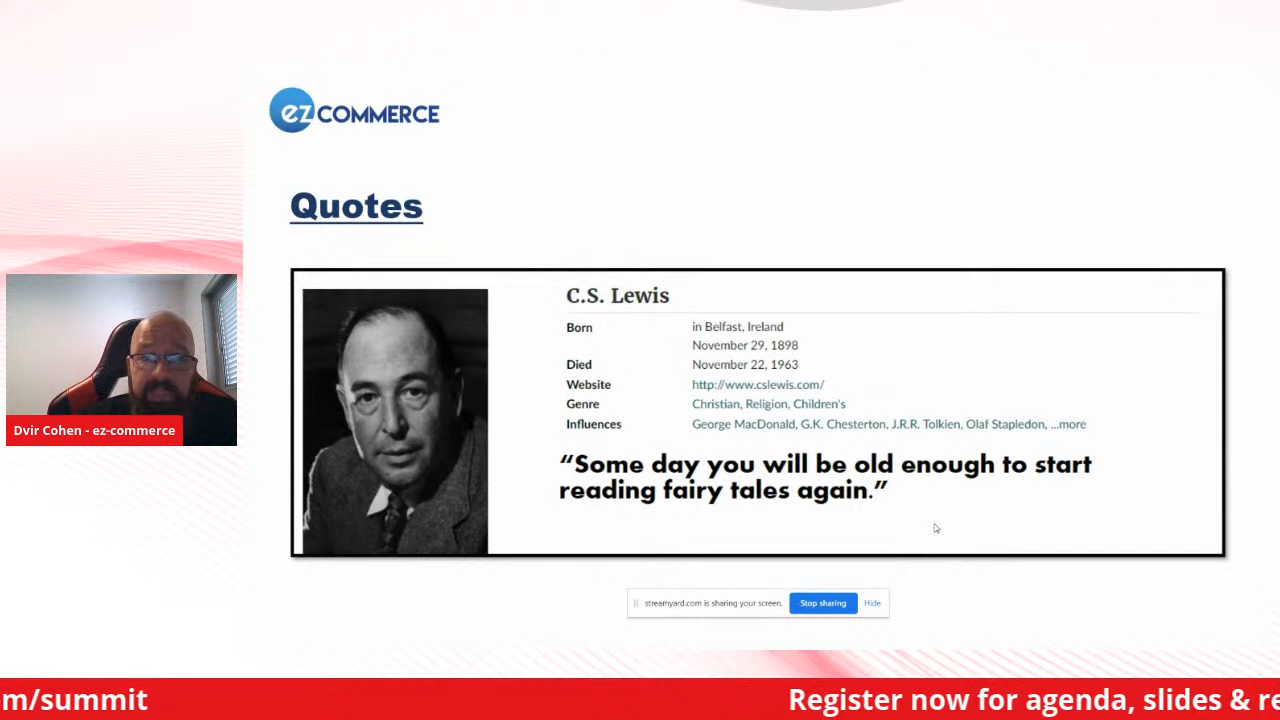 ez COMMERCE
Quotes
C.S. Lewis
Born in Belfast, Ireland
November 29, 1898
Died November 22, 1963
Website http://www.cslewis.com/
Genre Christian, Religion, Children's
Influences George MacDonald, G.K. Chesterton, J.R.R. Tolkien, Olaf Stapledon, ...more
“Some day you will be old enough to start
reading fairy tales again.”
Dvir Cohen - ez-commerce
streamyard.com is sharing your screen. Stop sharing Hide
m/summit Register now for agenda, slides & re